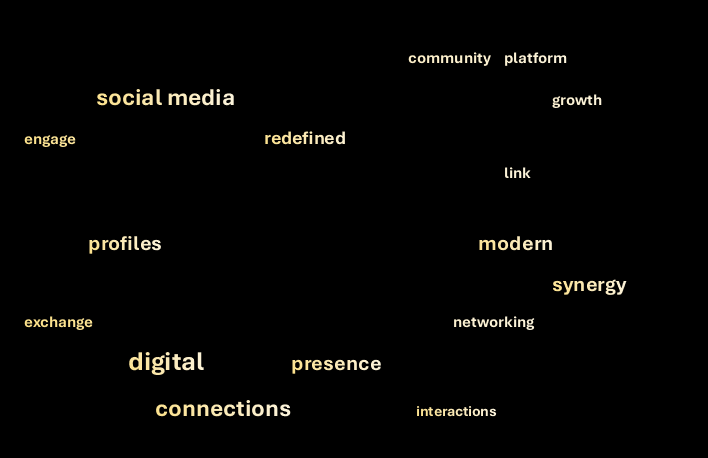 community platform
social media
growth
engage
redefined
link
profiles
modern
synergy
exchange
networking
digital
presence
connections
interactions